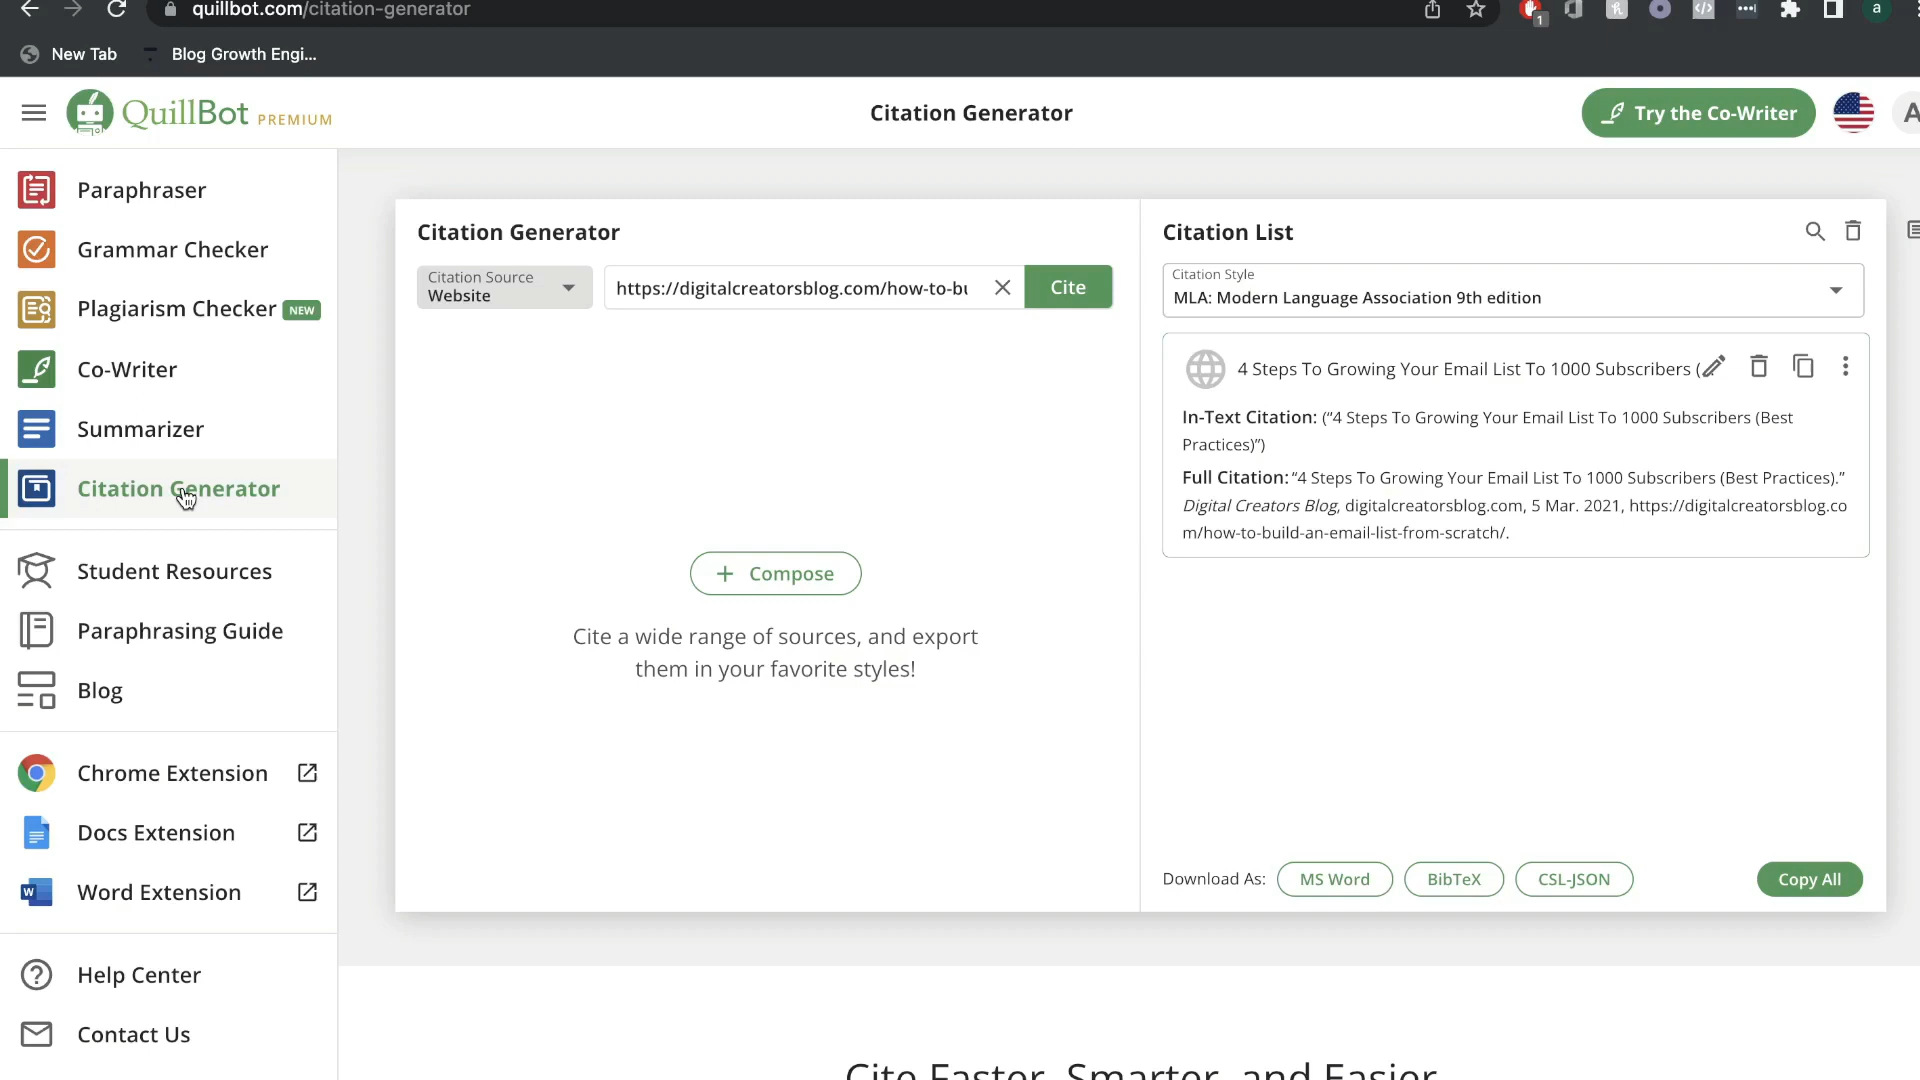 quillbot.com/citation-generator
1
a
New Tab
Blog Growth Engi...
QuillBot PREMIUM
Citation Generator
Try the Co-Writer
A
Paraphraser
Grammar Checker
Plagiarism Checker NEW
Co-Writer
Summarizer
Citation Generator
Student Resources
Paraphrasing Guide
Blog
Chrome Extension
Docs Extension
W
Word Extension
Help Center
Contact Us
Citation Generator
Citation Source
Website
https://digitalcreatorsblog.com/how-to-bu
Cite
+ Compose
Cite a wide range of sources, and export
them in your favorite styles!
Citation List
Citation Style
MLA: Modern Language Association 9th edition
4 Steps To Growing Your Email List To 1000 Subscribers (
In-Text Citation: (“4 Steps To Growing Your Email List To 1000 Subscribers (Best
Practices)”)
Full Citation: “4 Steps To Growing Your Email List To 1000 Subscribers (Best Practices).”
Digital Creators Blog, digitalcreatorsblog.com, 5 Mar. 2021, https://digitalcreatorsblog.co
m/how-to-build-an-email-list-from-scratch/.
Download As:
MS Word
BibTeX
CSL-JSON
Copy All
Cite Faster, Smarter, and Easier